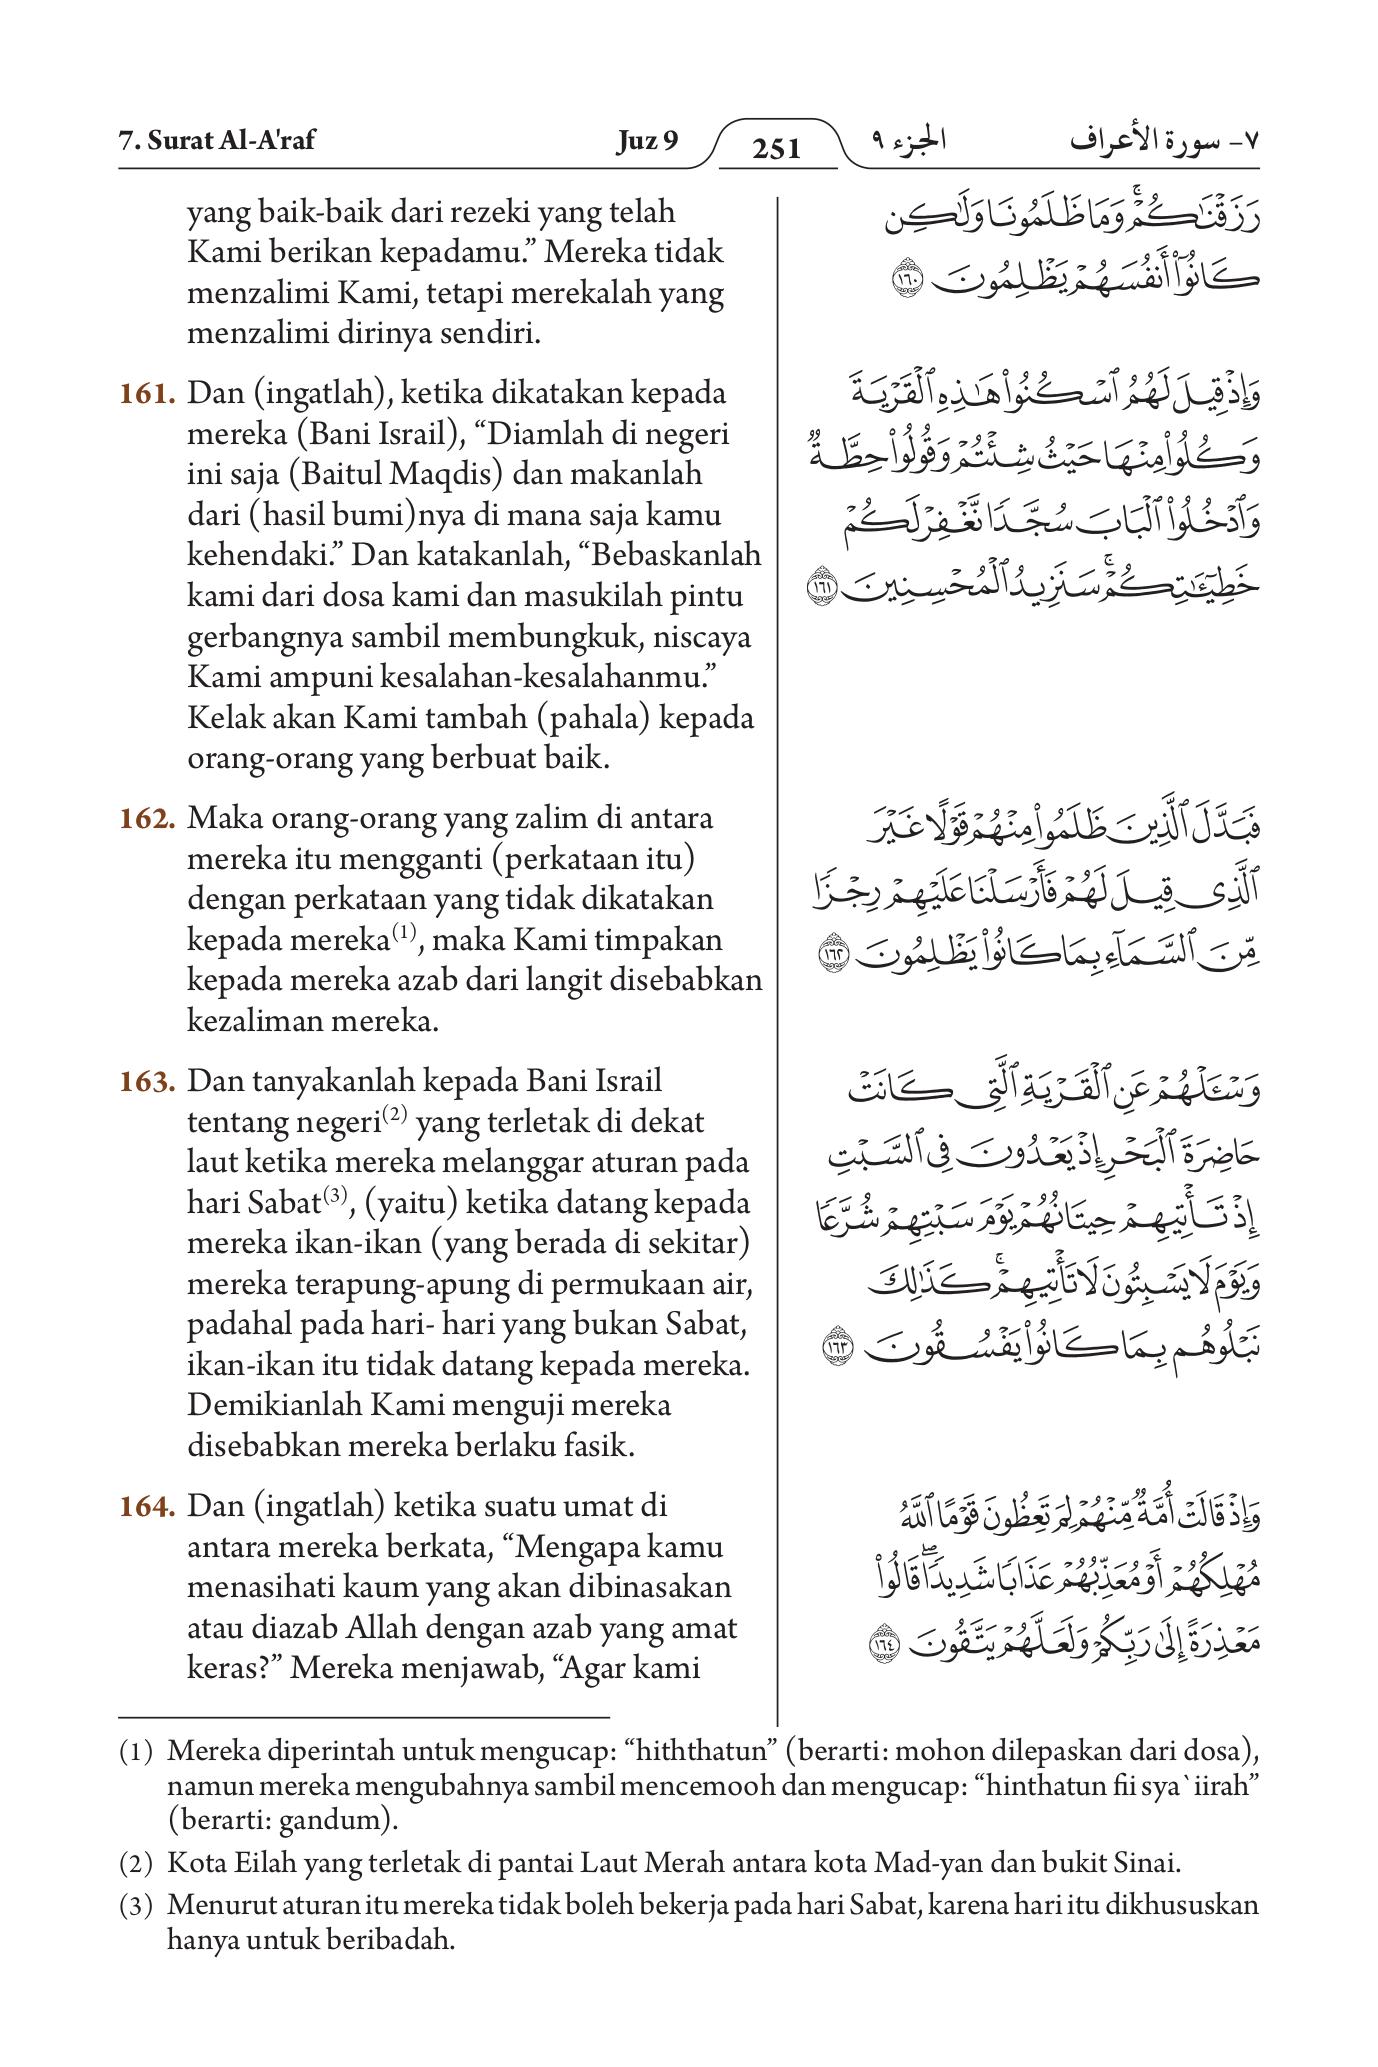 7. Surat Al-A'raf
Juz 9
251
الجزء ٩
٧- سورة الأعراف
yang baik-baik dari rezeki yang telah
Kami berikan kepadamu.” Mereka tidak
menzalimi Kami, tetapi merekalah yang
menzalimi dirinya sendiri.
161. Dan (ingatlah), ketika dikatakan kepada
mereka (Bani Israil), “Diamlah di negeri
ini saja (Baitul Maqdis) dan makanlah
dari (hasil bumi)nya di mana saja kamu
kehendaki.” Dan katakanlah, “Bebaskanlah
kami dari dosa kami dan masukilah pintu
gerbangnya sambil membungkuk, niscaya
Kami ampuni kesalahan-kesalahanmu.”
Kelak akan Kami tambah (pahala) kepada
orang-orang yang berbuat baik.
162. Maka orang-orang yang zalim di antara
mereka itu mengganti (perkataan itu)
dengan perkataan yang tidak dikatakan
kepada mereka(1), maka Kami timpakan
kepada mereka azab dari langit disebabkan
kezaliman mereka.
163. Dan tanyakanlah kepada Bani Israil
tentang negeri(2) yang terletak di dekat
laut ketika mereka melanggar aturan pada
hari Sabat(3), (yaitu) ketika datang kepada
mereka ikan-ikan (yang berada di sekitar)
mereka terapung-apung di permukaan air,
padahal pada hari- hari yang bukan Sabat,
ikan-ikan itu tidak datang kepada mereka.
Demikianlah Kami menguji mereka
disebabkan mereka berlaku fasik.
164. Dan (ingatlah) ketika suatu umat di
antara mereka berkata, “Mengapa kamu
menasihati kaum yang akan dibinasakan
atau diazab Allah dengan azab yang amat
keras?” Mereka menjawab, “Agar kami
رَزَقْنَٰكُمْۚ وَمَا ظَلَمُونَا وَلَٰكِن
كَانُوٓا۟ أَنفُسَهُمْ يَظْلِمُونَ ١٦٠
وَإِذْ قِيلَ لَهُمُ ٱسْكُنُوا۟ هَٰذِهِ ٱلْقَرْيَةَ
وَكُلُوا۟ مِنْهَا حَيْثُ شِئْتُمْ وَقُولُوا۟ حِطَّةٌ
وَٱدْخُلُوا۟ ٱلْبَابَ سُجَّدًا نَّغْفِرْ لَكُمْ
خَطِيٓـَٰٔتِكُمْۚ سَنَزِيدُ ٱلْمُحْسِنِينَ ١٦١
فَبَدَّلَ ٱلَّذِينَ ظَلَمُوا۟ مِنْهُمْ قَوْلًا غَيْرَ
ٱلَّذِى قِيلَ لَهُمْ فَأَرْسَلْنَا عَلَيْهِمْ رِجْزًا
مِّنَ ٱلسَّمَآءِ بِمَا كَانُوا۟ يَظْلِمُونَ ١٦٢
وَسْـَٔلْهُمْ عَنِ ٱلْقَرْيَةِ ٱلَّتِى كَانَتْ
حَاضِرَةَ ٱلْبَحْرِ إِذْ يَعْدُونَ فِى ٱلسَّبْتِ
إِذْ تَأْتِيهِمْ حِيتَانُهُمْ يَوْمَ سَبْتِهِمْ شُرَّعًا
وَيَوْمَ لَا يَسْبِتُونَ لَا تَأْتِيهِمْۚ كَذَٰلِكَ
نَبْلُوهُم بِمَا كَانُوا۟ يَفْسُقُونَ ١٦٣
وَإِذْ قَالَتْ أُمَّةٌ مِّنْهُمْ لِمَ تَعِظُونَ قَوْمًا ٱللَّهُ
مُهْلِكُهُمْ أَوْ مُعَذِّبُهُمْ عَذَابًا شَدِيدًاۖ قَالُوا۟
مَعْذِرَةً إِلَىٰ رَبِّكُمْ وَلَعَلَّهُمْ يَتَّقُونَ ١٦٤
(1) Mereka diperintah untuk mengucap: “hiththatun” (berarti: mohon dilepaskan dari dosa),
namun mereka mengubahnya sambil mencemooh dan mengucap: “hinthatun fii sya`iirah”
(berarti: gandum).
(2) Kota Eilah yang terletak di pantai Laut Merah antara kota Mad-yan dan bukit Sinai.
(3) Menurut aturan itu mereka tidak boleh bekerja pada hari Sabat, karena hari itu dikhususkan
hanya untuk beribadah.